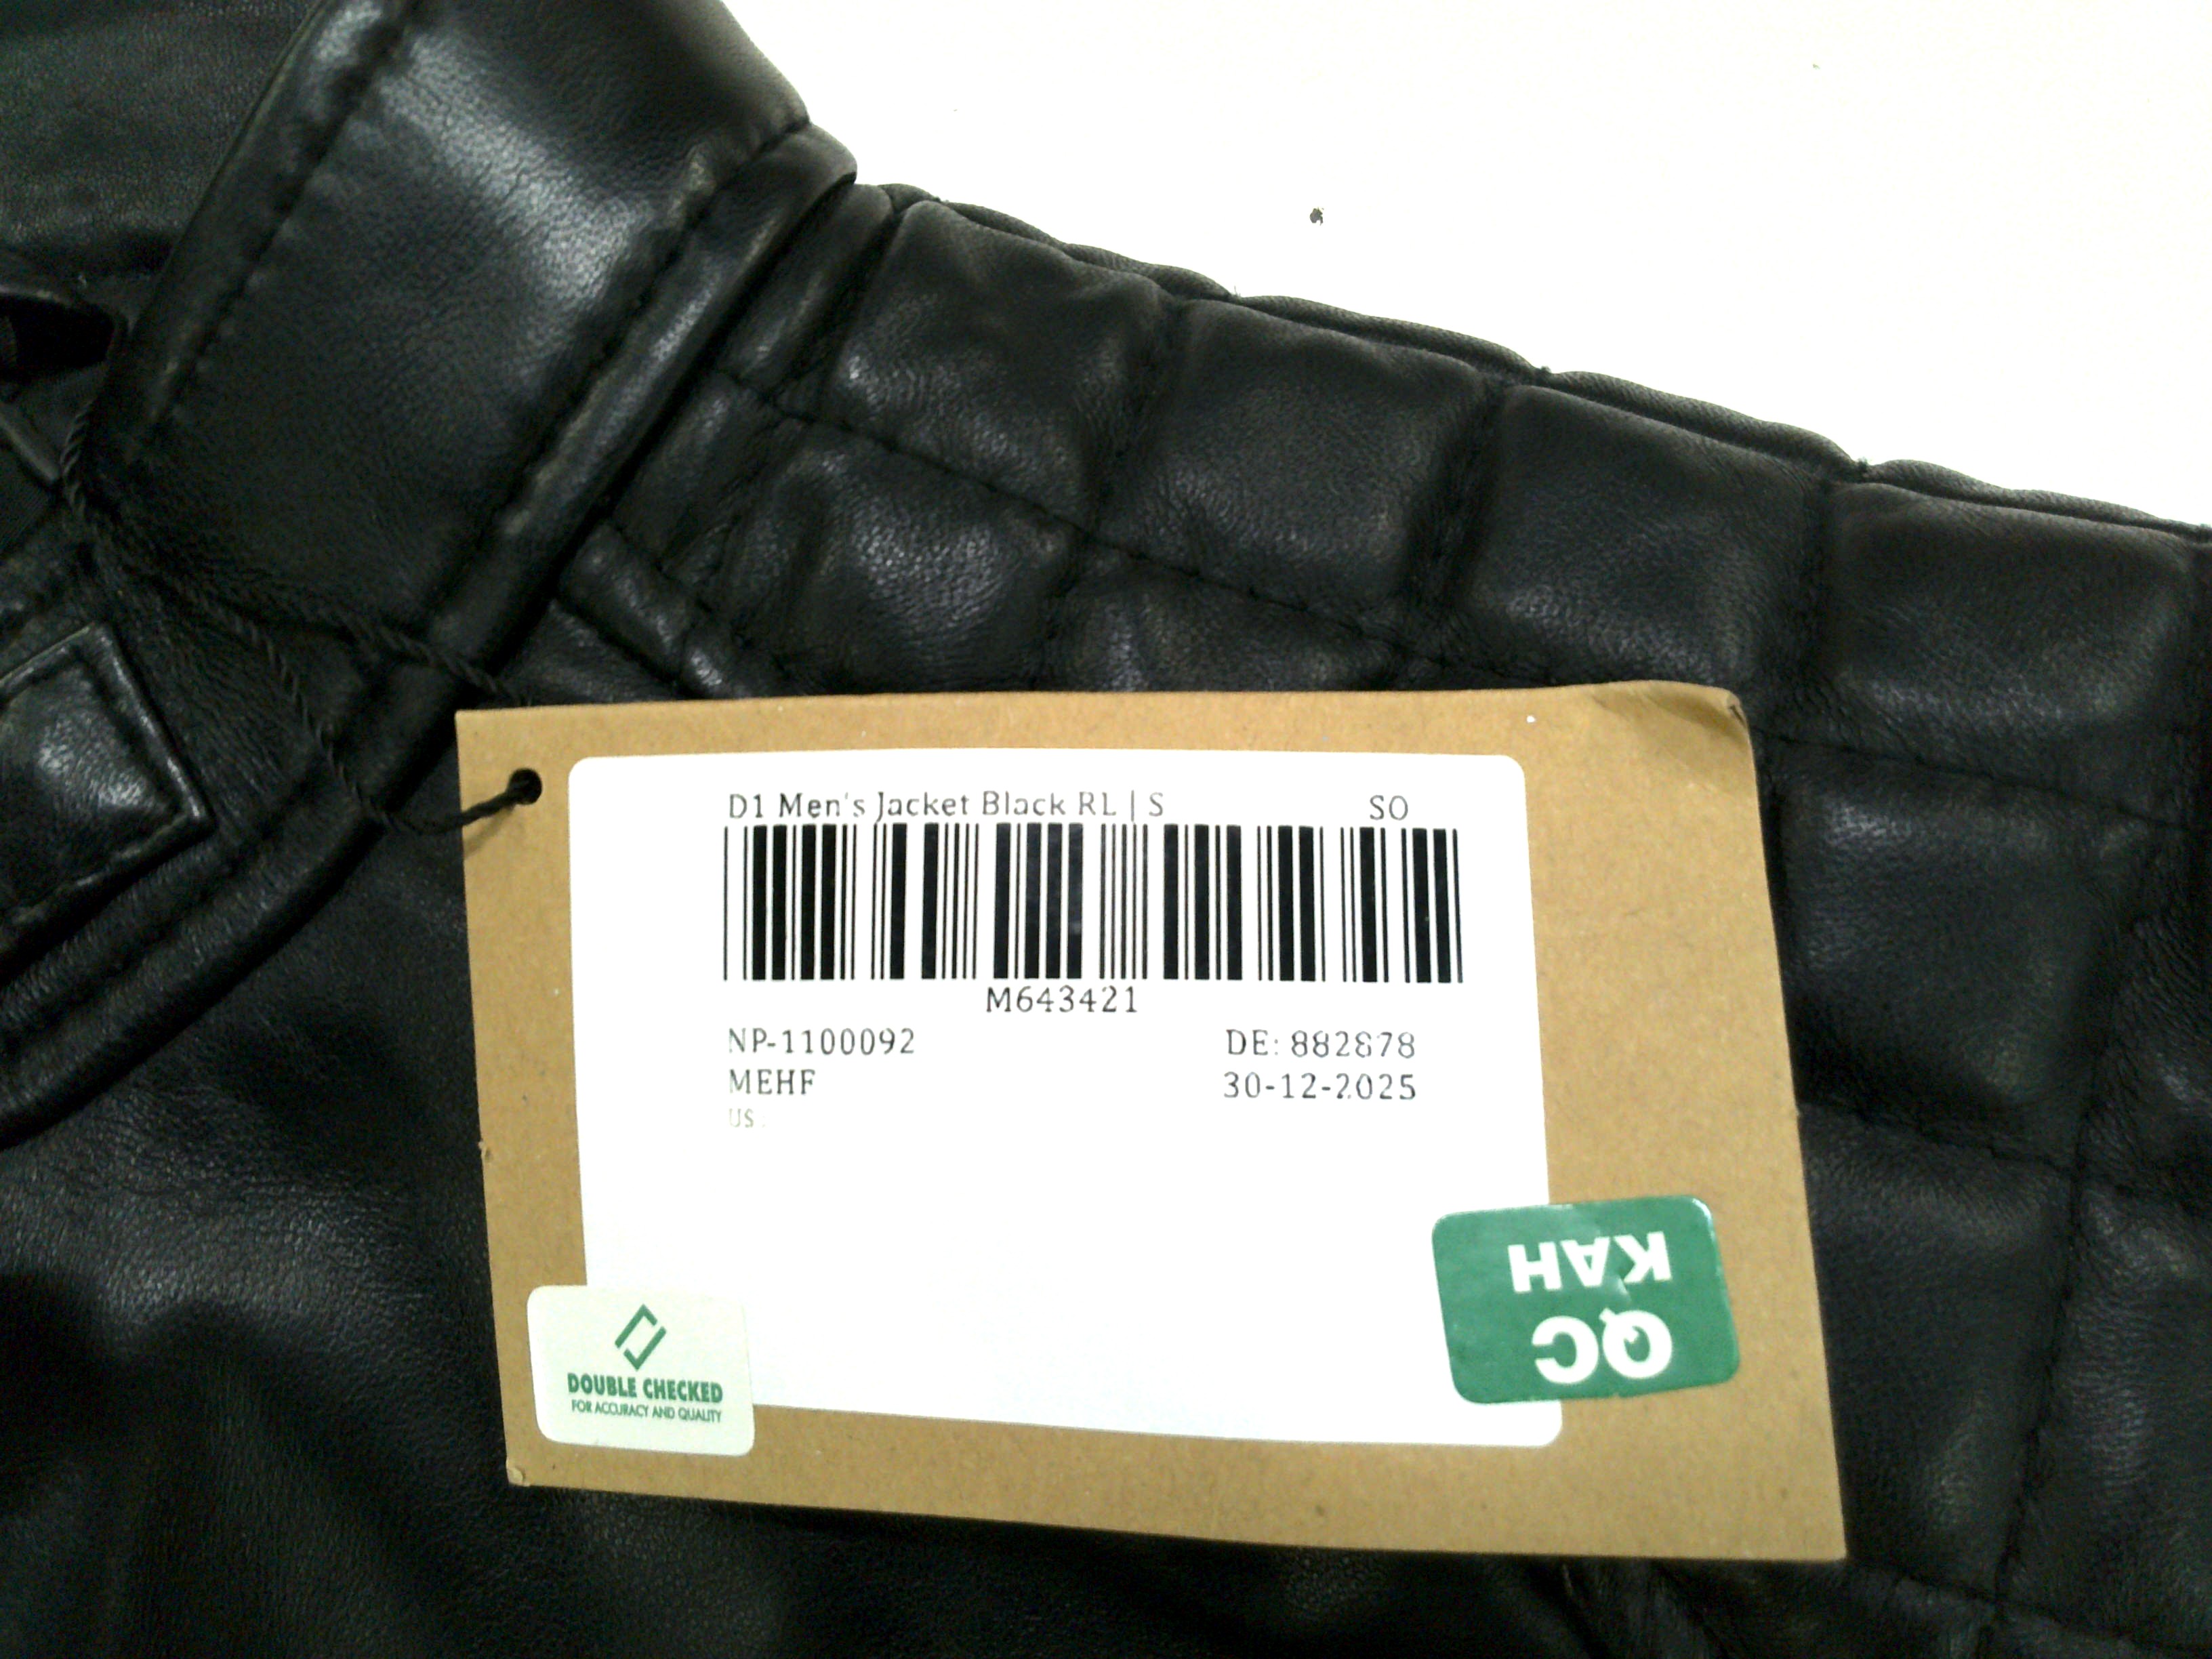 D1 Men's Jacket Black RL | S SO
M643421
NP-1100092 DE: 882878
MEHF 30-12-2025
US.
QC
KAH
DOUBLE CHECKED
FOR ACCURACY AND QUALITY